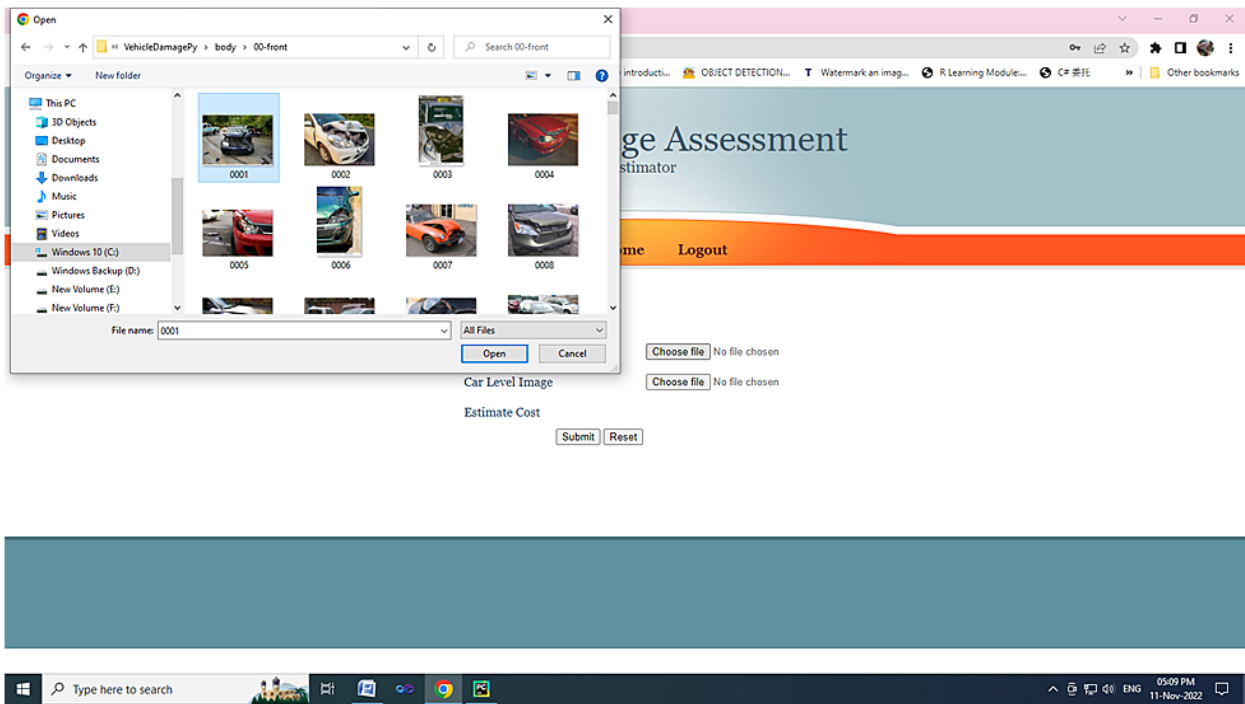 Open
« VehicleDamagePy › body › 00-front
Search 00-front
Organize
New folder
introducti...
OBJECT DETECTION...
Watermark an imag...
R Learning Module:...
C# 委托
»
Other bookmarks
This PC
3D Objects
Desktop
Documents
Downloads
Music
Pictures
Videos
Windows 10 (C:)
Windows Backup (D:)
New Volume (E:)
New Volume (F:)
0001
0002
0003
0004
0005
0006
0007
0008
File name: 0001
All Files
Open
Cancel
ge Assessment
stimator
me
Logout
Choose file No file chosen
Car Level Image
Choose file No file chosen
Estimate Cost
Submit
Reset
Type here to search
ENG
05:09 PM
11-Nov-2022